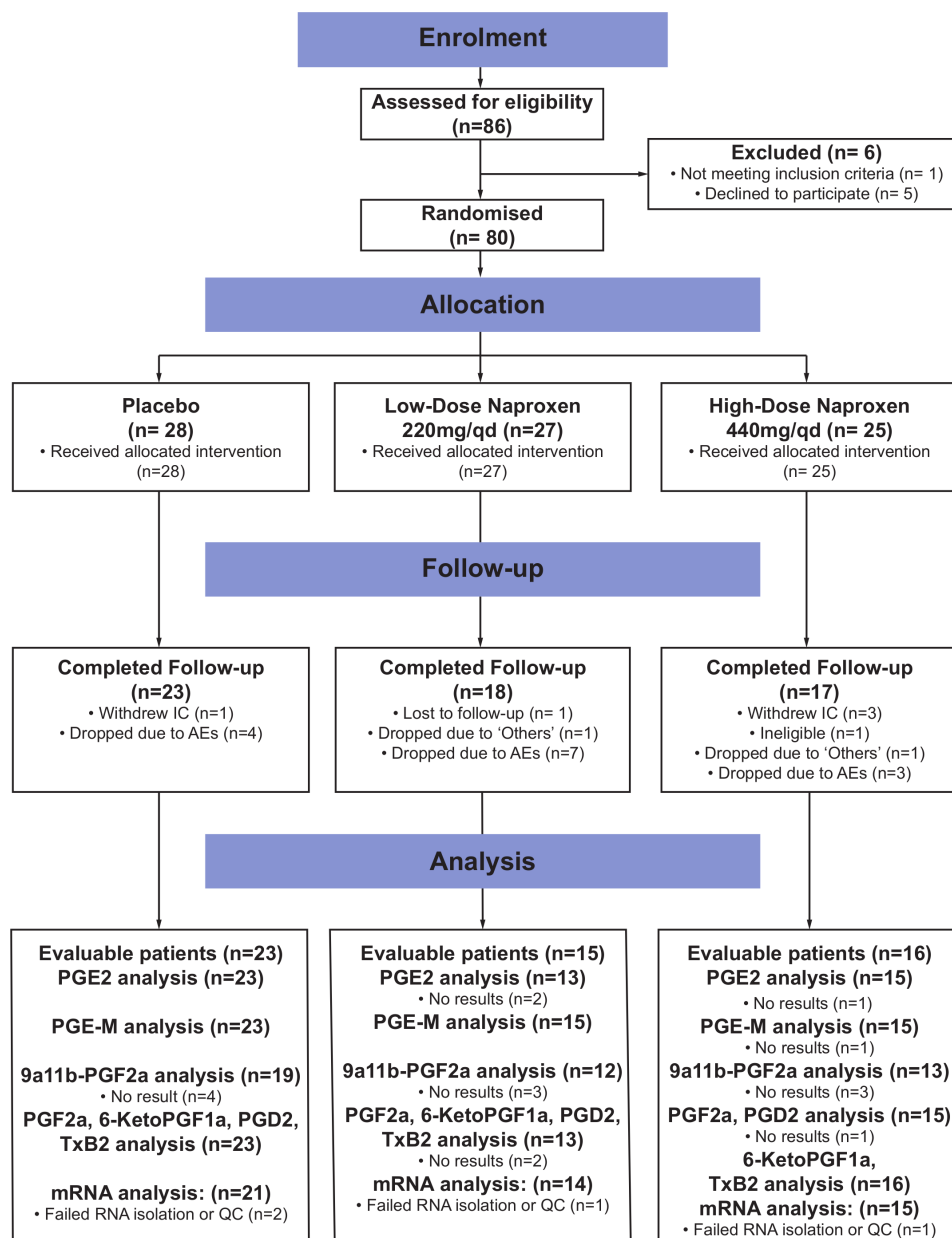 Enrolment
Assessed for eligibility
(n=86)
Excluded (n= 6)
• Not meeting inclusion criteria (n= 1)
• Declined to participate (n= 5)
Randomised
(n= 80)
Allocation
Placebo
(n= 28)
• Received allocated intervention
(n=28)
Low-Dose Naproxen
220mg/qd (n=27)
• Received allocated intervention
(n=27)
High-Dose Naproxen
440mg/qd (n= 25)
• Received allocated intervention
(n= 25)
Follow-up
Completed Follow-up
(n=23)
• Withdrew IC (n=1)
• Dropped due to AEs (n=4)
Completed Follow-up
(n=18)
• Lost to follow-up (n= 1)
• Dropped due to ‘Others’ (n=1)
• Dropped due to AEs (n=7)
Completed Follow-up
(n=17)
• Withdrew IC (n=3)
• Ineligible (n=1)
• Dropped due to ‘Others’ (n=1)
• Dropped due to AEs (n=3)
Analysis
Evaluable patients (n=23)
PGE2 analysis (n=23)
PGE-M analysis (n=23)
9a11b-PGF2a analysis (n=19)
• No result (n=4)
PGF2a, 6-KetoPGF1a, PGD2,
TxB2 analysis (n=23)
mRNA analysis: (n=21)
• Failed RNA isolation or QC (n=2)
Evaluable patients (n=15)
PGE2 analysis (n=13)
• No results (n=2)
PGE-M analysis (n=15)
9a11b-PGF2a analysis (n=12)
• No results (n=3)
PGF2a, 6-KetoPGF1a, PGD2,
TxB2 analysis (n=13)
• No results (n=2)
mRNA analysis: (n=14)
• Failed RNA isolation or QC (n=1)
Evaluable patients (n=16)
PGE2 analysis (n=15)
• No results (n=1)
PGE-M analysis (n=15)
• No results (n=1)
9a11b-PGF2a analysis (n=13)
• No results (n=3)
PGF2a, PGD2 analysis (n=15)
• No results (n=1)
6-KetoPGF1a,
TxB2 analysis (n=16)
mRNA analysis: (n=15)
• Failed RNA isolation or QC (n=1)